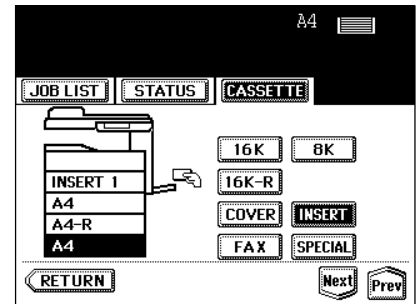 A4
JOB LIST STATUS CASSETTE
16K 8K
INSERT 1 16K-R
A4 COVER INSERT
A4-R
A4 FAX SPECIAL
RETURN Next Prev